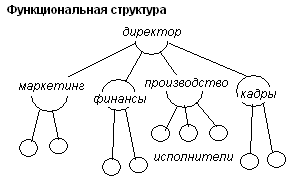 Функциональная структура
директор
маркетинг
финансы
производство
кадры
исполнители